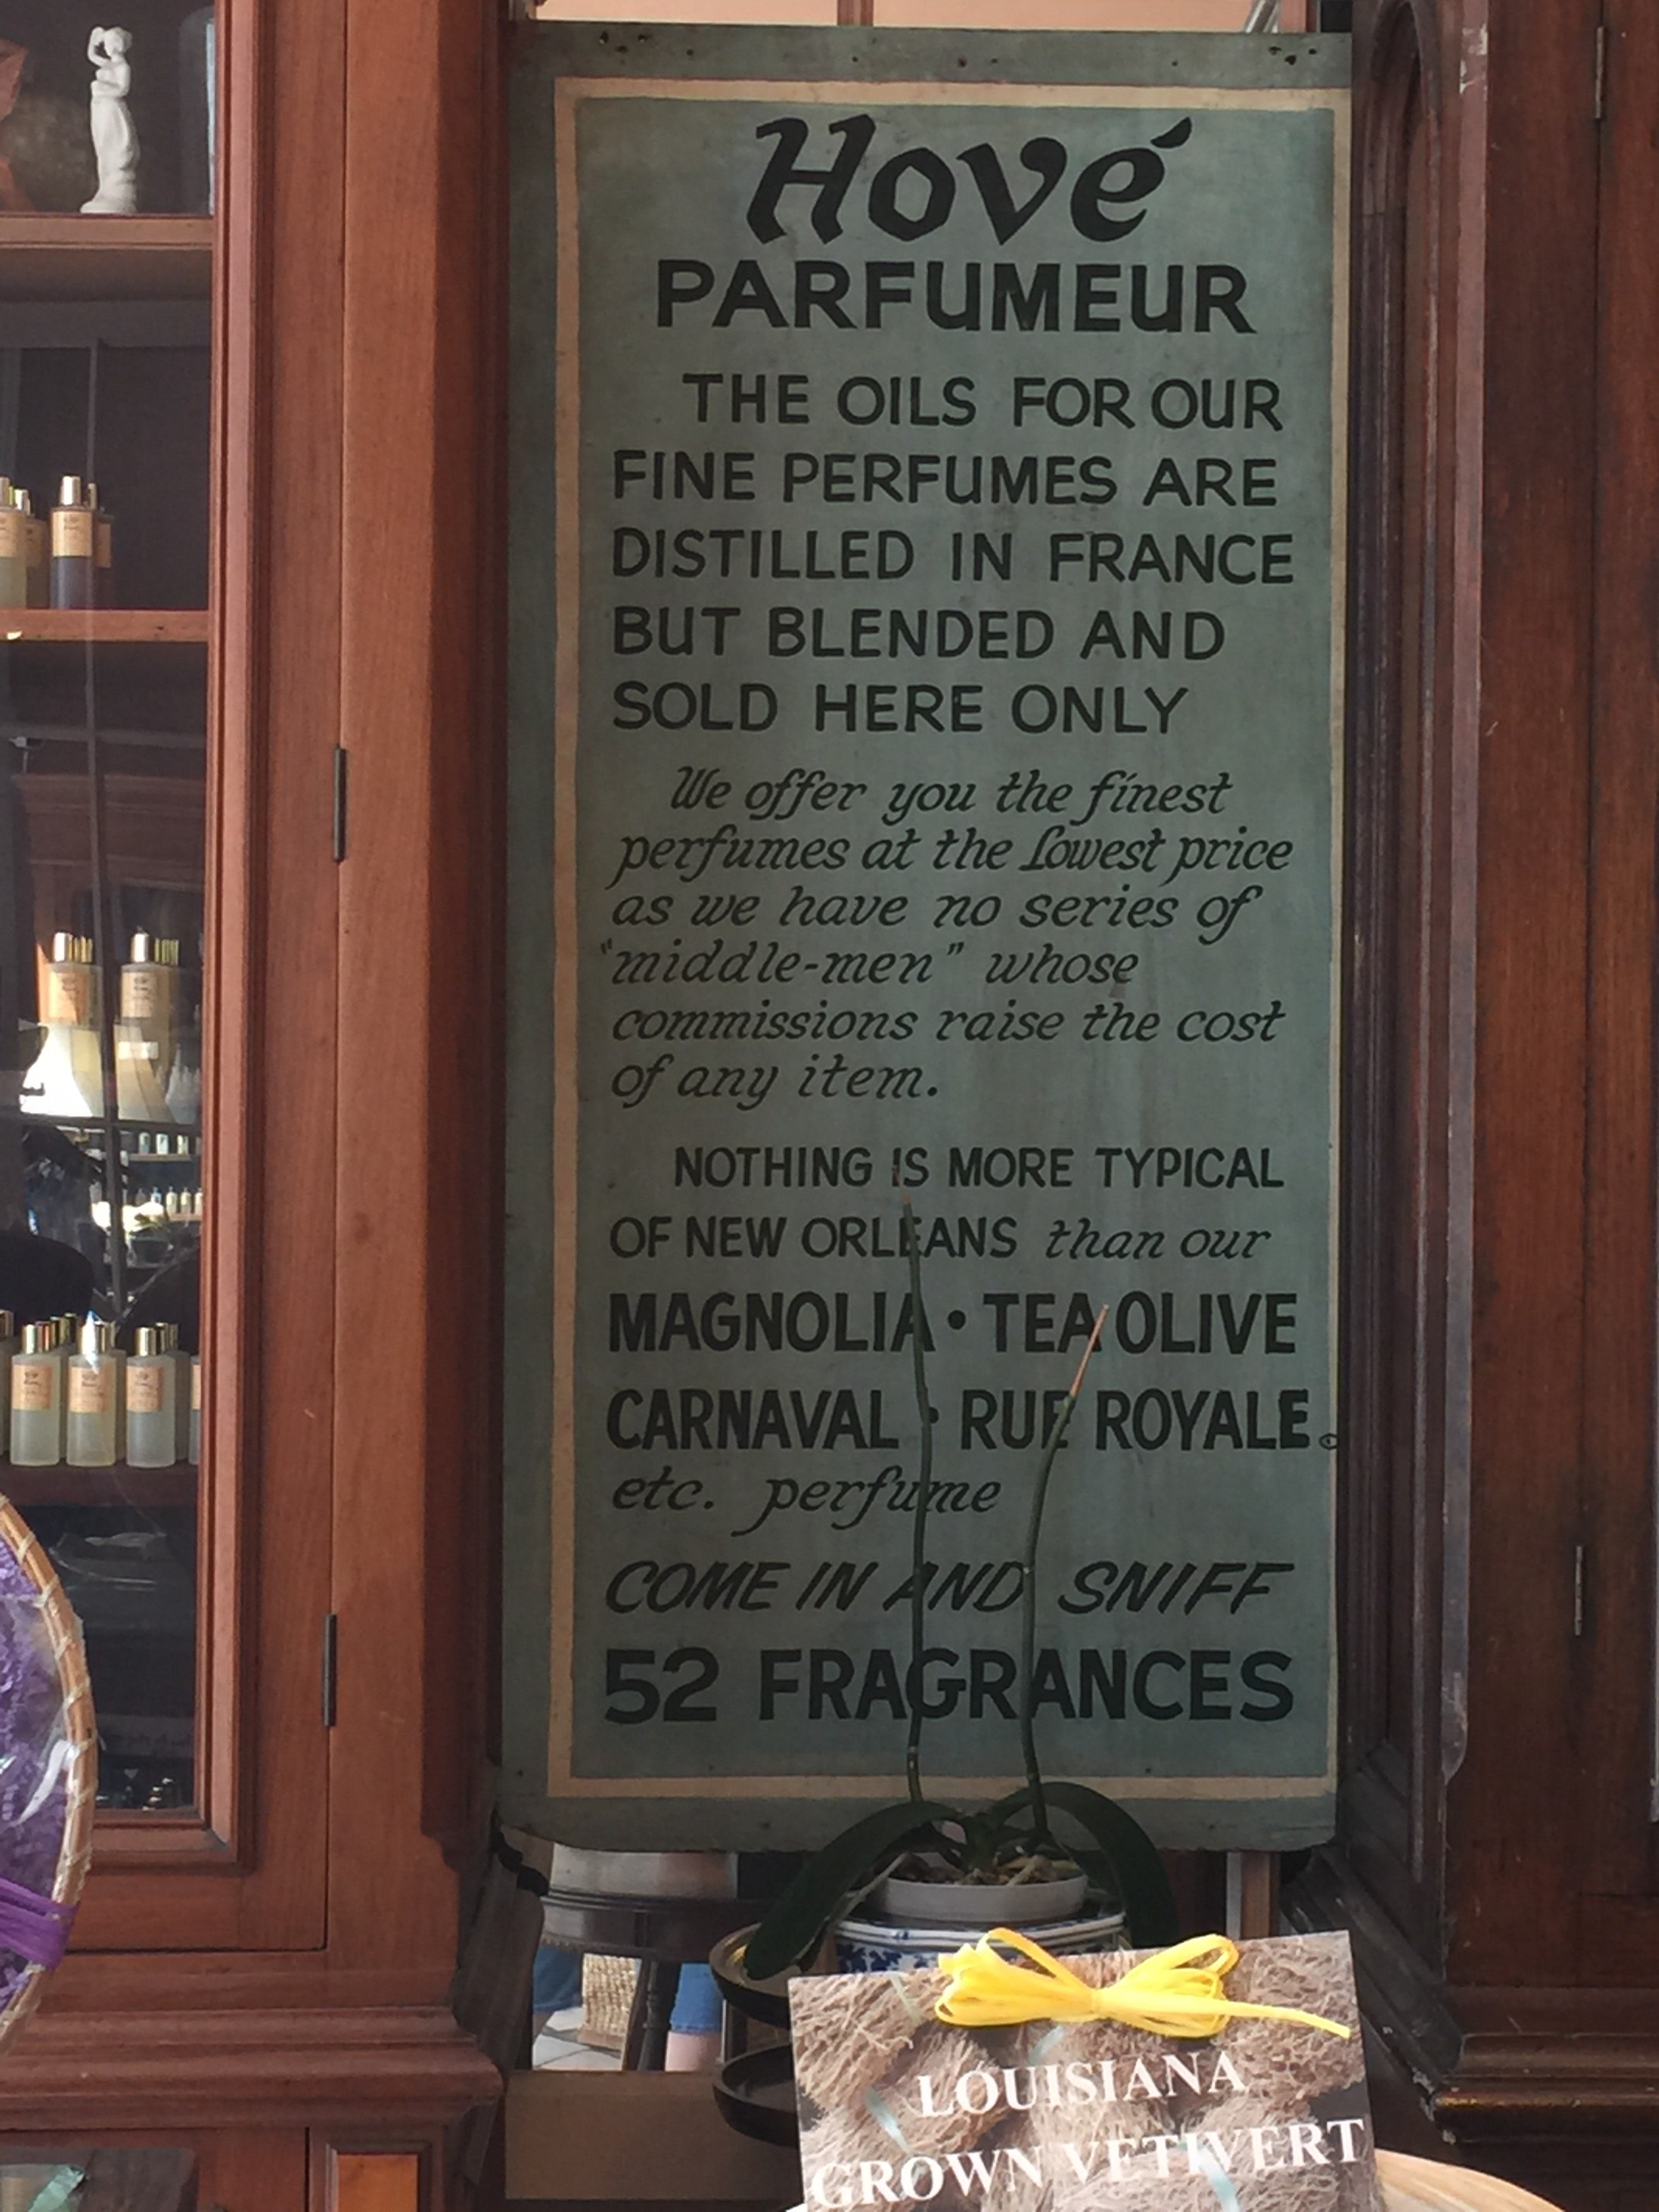 Hové
PARFUMEUR
THE OILS FOR OUR
FINE PERFUMES ARE
DISTILLED IN FRANCE
BUT BLENDED AND
SOLD HERE ONLY
We offer you the finest
perfumes at the lowest price
as we have no series of
"middle-men" whose
commissions raise the cost
of any item.
NOTHING IS MORE TYPICAL
OF NEW ORLEANS than our
MAGNOLIA • TEA OLIVE
CARNAVAL • RUE ROYALE
etc. perfume
COME IN AND SNIFF
52 FRAGRANCES
LOUISIANA
GROWN VETIVERT